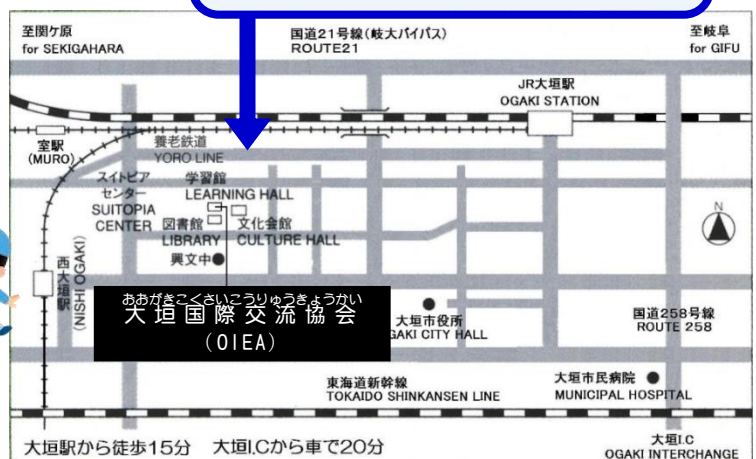 至関ケ原
for SEKIGAHARA
国道21号線(岐大バイパス)
ROUTE21
至岐阜
for GIFU
JR大垣駅
OGAKI STATION
室駅
(MURO)
養老鉄道
YORO LINE
スイトピア
センター
SUITOPIA
CENTER
学習館
LEARNING HALL
図書館
LIBRARY
文化会館
CULTURE HALL
興文中
N
西大垣駅
(NISHI OGAKI)
おおがきこくさいこうりゅうきょうかい
大垣国際交流協会
(OIEA)
大垣市役所
GAKI CITY HALL
国道258号線
ROUTE 258
東海道新幹線
TOKAIDO SHINKANSEN LINE
大垣市民病院
MUNICIPAL HOSPITAL
大垣駅から徒歩15分 大垣I.Cから車で20分
大垣I.C
OGAKI INTERCHANGE